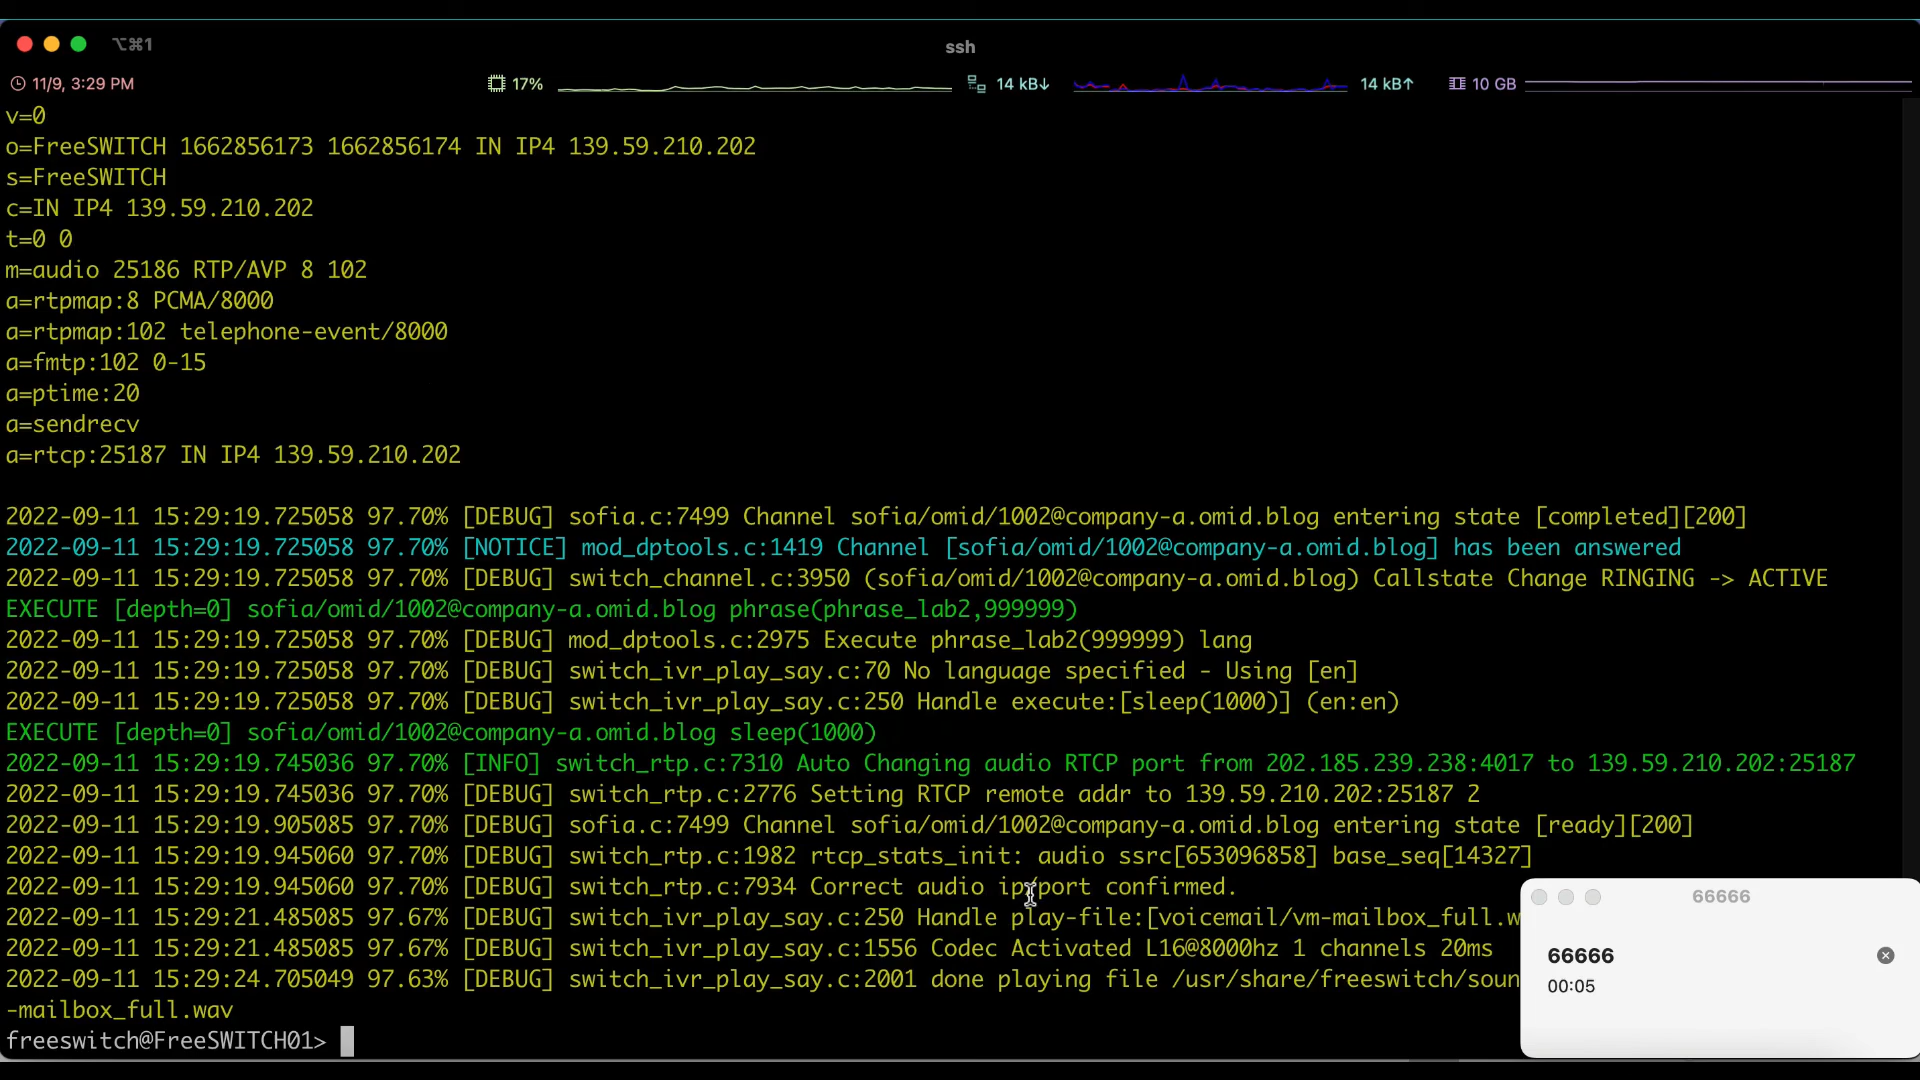 ⌥⌘1
ssh
11/9, 3:29 PM
17%
14 kB↓
14 kB↑
10 GB
v=0
o=FreeSWITCH 1662856173 1662856174 IN IP4 139.59.210.202
s=FreeSWITCH
c=IN IP4 139.59.210.202
t=0 0
m=audio 25186 RTP/AVP 8 102
a=rtpmap:8 PCMA/8000
a=rtpmap:102 telephone-event/8000
a=fmtp:102 0-15
a=ptime:20
a=sendrecv
a=rtcp:25187 IN IP4 139.59.210.202
2022-09-11 15:29:19.725058 97.70% [DEBUG] sofia.c:7499 Channel sofia/omid/1002@company-a.omid.blog entering state [completed][200]
2022-09-11 15:29:19.725058 97.70% [NOTICE] mod_dptools.c:1419 Channel [sofia/omid/1002@company-a.omid.blog] has been answered
2022-09-11 15:29:19.725058 97.70% [DEBUG] switch_channel.c:3950 (sofia/omid/1002@company-a.omid.blog) Callstate Change RINGING -> ACTIVE
EXECUTE [depth=0] sofia/omid/1002@company-a.omid.blog phrase(phrase_lab2,999999)
2022-09-11 15:29:19.725058 97.70% [DEBUG] mod_dptools.c:2975 Execute phrase_lab2(999999) lang
2022-09-11 15:29:19.725058 97.70% [DEBUG] switch_ivr_play_say.c:70 No language specified - Using [en]
2022-09-11 15:29:19.725058 97.70% [DEBUG] switch_ivr_play_say.c:250 Handle execute:[sleep(1000)] (en:en)
EXECUTE [depth=0] sofia/omid/1002@company-a.omid.blog sleep(1000)
2022-09-11 15:29:19.745036 97.70% [INFO] switch_rtp.c:7310 Auto Changing audio RTCP port from 202.185.239.238:4017 to 139.59.210.202:25187
2022-09-11 15:29:19.745036 97.70% [DEBUG] switch_rtp.c:2776 Setting RTCP remote addr to 139.59.210.202:25187 2
2022-09-11 15:29:19.905085 97.70% [DEBUG] sofia.c:7499 Channel sofia/omid/1002@company-a.omid.blog entering state [ready][200]
2022-09-11 15:29:19.945060 97.70% [DEBUG] switch_rtp.c:1982 rtcp_stats_init: audio ssrc[653096858] base_seq[14327]
2022-09-11 15:29:19.945060 97.70% [DEBUG] switch_rtp.c:7934 Correct audio ip/port confirmed.
2022-09-11 15:29:21.485085 97.67% [DEBUG] switch_ivr_play_say.c:250 Handle play-file:[voicemail/vm-mailbox_full.w
2022-09-11 15:29:21.485085 97.67% [DEBUG] switch_ivr_play_say.c:1556 Codec Activated L16@8000hz 1 channels 20ms
2022-09-11 15:29:24.705049 97.63% [DEBUG] switch_ivr_play_say.c:2001 done playing file /usr/share/freeswitch/soun
-mailbox_full.wav
freeswitch@FreeSWITCH01>
66666
66666
00:05